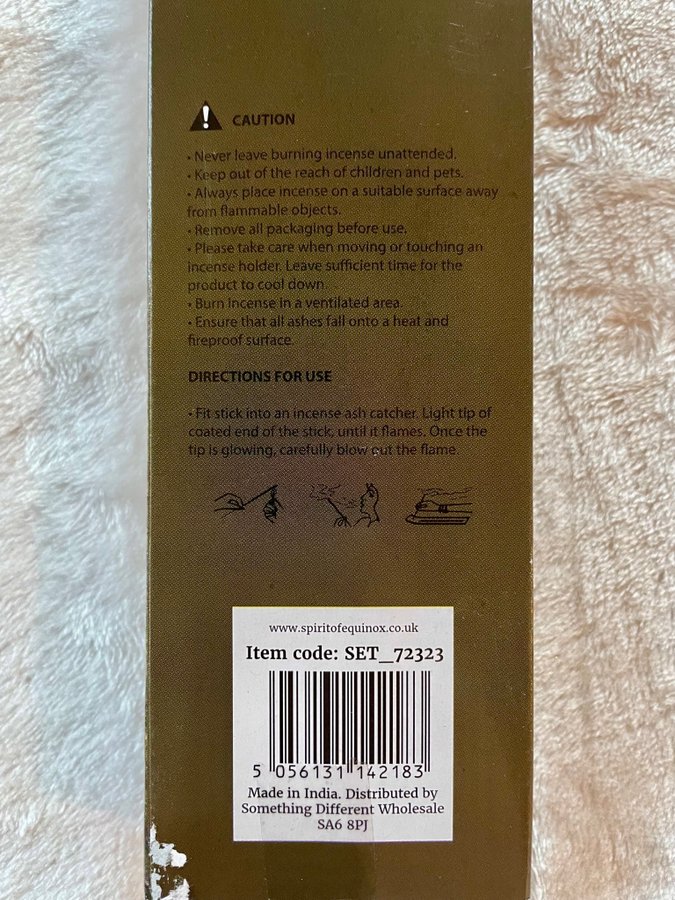 CAUTION
• Never leave burning incense unattended.
• Keep out of the reach of children and pets.
• Always place incense on a suitable surface away
from flammable objects.
• Remove all packaging before use.
• Please take care when moving or touching an
incense holder. Leave sufficient time for the
product to cool down.
• Burn Incense in a ventilated area.
• Ensure that all ashes fall onto a heat and
fireproof surface.
DIRECTIONS FOR USE
• Fit stick into an incense ash catcher. Light tip of
coated end of the stick, until it flames. Once the
tip is glowing, carefully blow out the flame.
www.spiritofequinox.co.uk
Item code: SET_72323
5 056131 142183
Made in India. Distributed by
Something Different Wholesale
SA6 8PJ